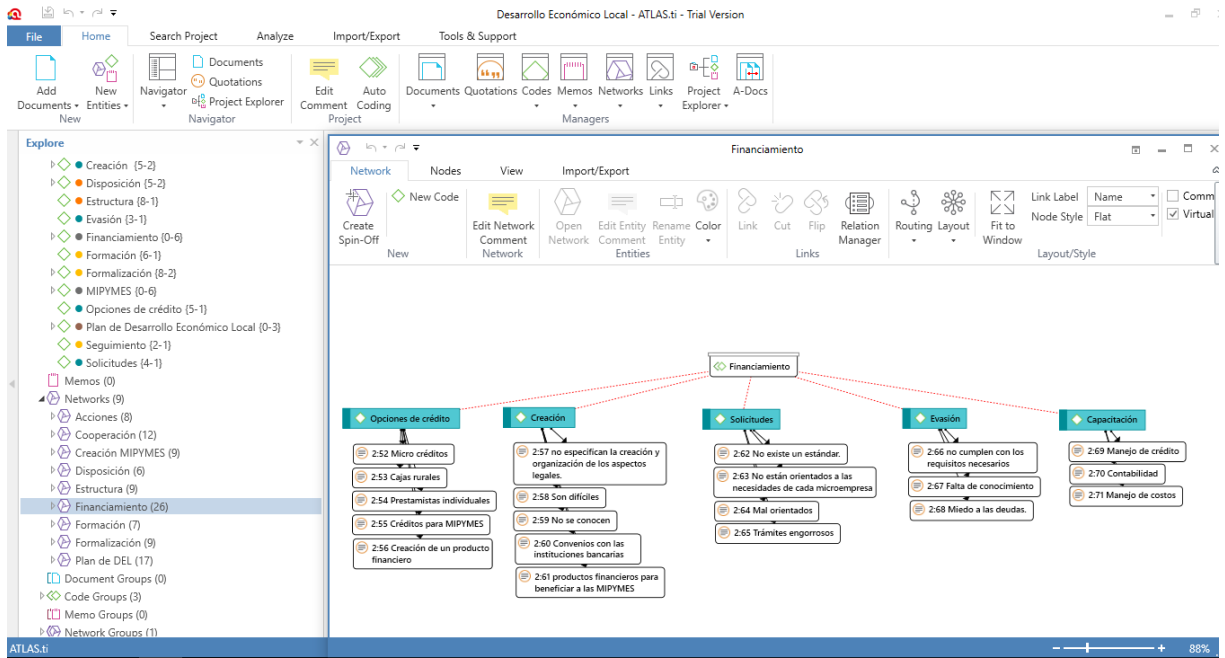 Desarrollo Económico Local - ATLAS.ti - Trial Version
File Home Search Project Analyze Import/Export Tools & Support
Add Documents
New Entities
New
Navigator
Documents
Quotations
Project Explorer
Navigator
Edit Comment
Auto Coding
Project
Documents Quotations Codes Memos Networks Links Project Explorer A-Docs
Managers
Explore
Creación {5-2}
Disposición {5-2}
Estructura {8-1}
Evasión {3-1}
Financiamiento {0-6}
Formación {6-1}
Formalización {8-2}
MIPYMES {0-6}
Opciones de crédito {5-1}
Plan de Desarrollo Económico Local {0-3}
Seguimiento {2-1}
Solicitudes {4-1}
Memos (0)
Networks (9)
Acciones (8)
Cooperación (12)
Creación MIPYMES (9)
Disposición (6)
Estructura (9)
Financiamiento (26)
Formación (7)
Formalización (9)
Plan de DEL (17)
Document Groups (0)
Code Groups (3)
Memo Groups (0)
Network Groups (1)
Financiamiento
Network Nodes View Import/Export
Create Spin-Off
New Code
New
Edit Network Comment
Network
Open Network
Edit Entity Comment
Rename Entity
Color
Entities
Link Cut Flip
Relation Manager
Links
Routing Layout
Fit to Window
Link Label Name
Node Style Flat
Comm
Virtual
Layout/Style
Financiamiento
Opciones de crédito
2:52 Micro créditos
2:53 Cajas rurales
2:54 Prestamistas individuales
2:55 Créditos para MIPYMES
2:56 Creación de un producto
financiero
Creación
2:57 no especifican la creación y
organización de los aspectos
legales.
2:58 Son difíciles
2:59 No se conocen
2:60 Convenios con las
instituciones bancarias
2:61 productos financieros para
beneficiar a las MIPYMES
Solicitudes
2:62 No existe un estándar.
2:63 No están orientados a las
necesidades de cada microempresa
2:64 Mal orientados
2:65 Trámites engorrosos
Evasión
2:66 no cumplen con los
requisitos necesarios
2:67 Falta de conocimiento
2:68 Miedo a las deudas.
Capacitación
2:69 Manejo de crédito
2:70 Contabilidad
2:71 Manejo de costos
ATLAS.ti
88%